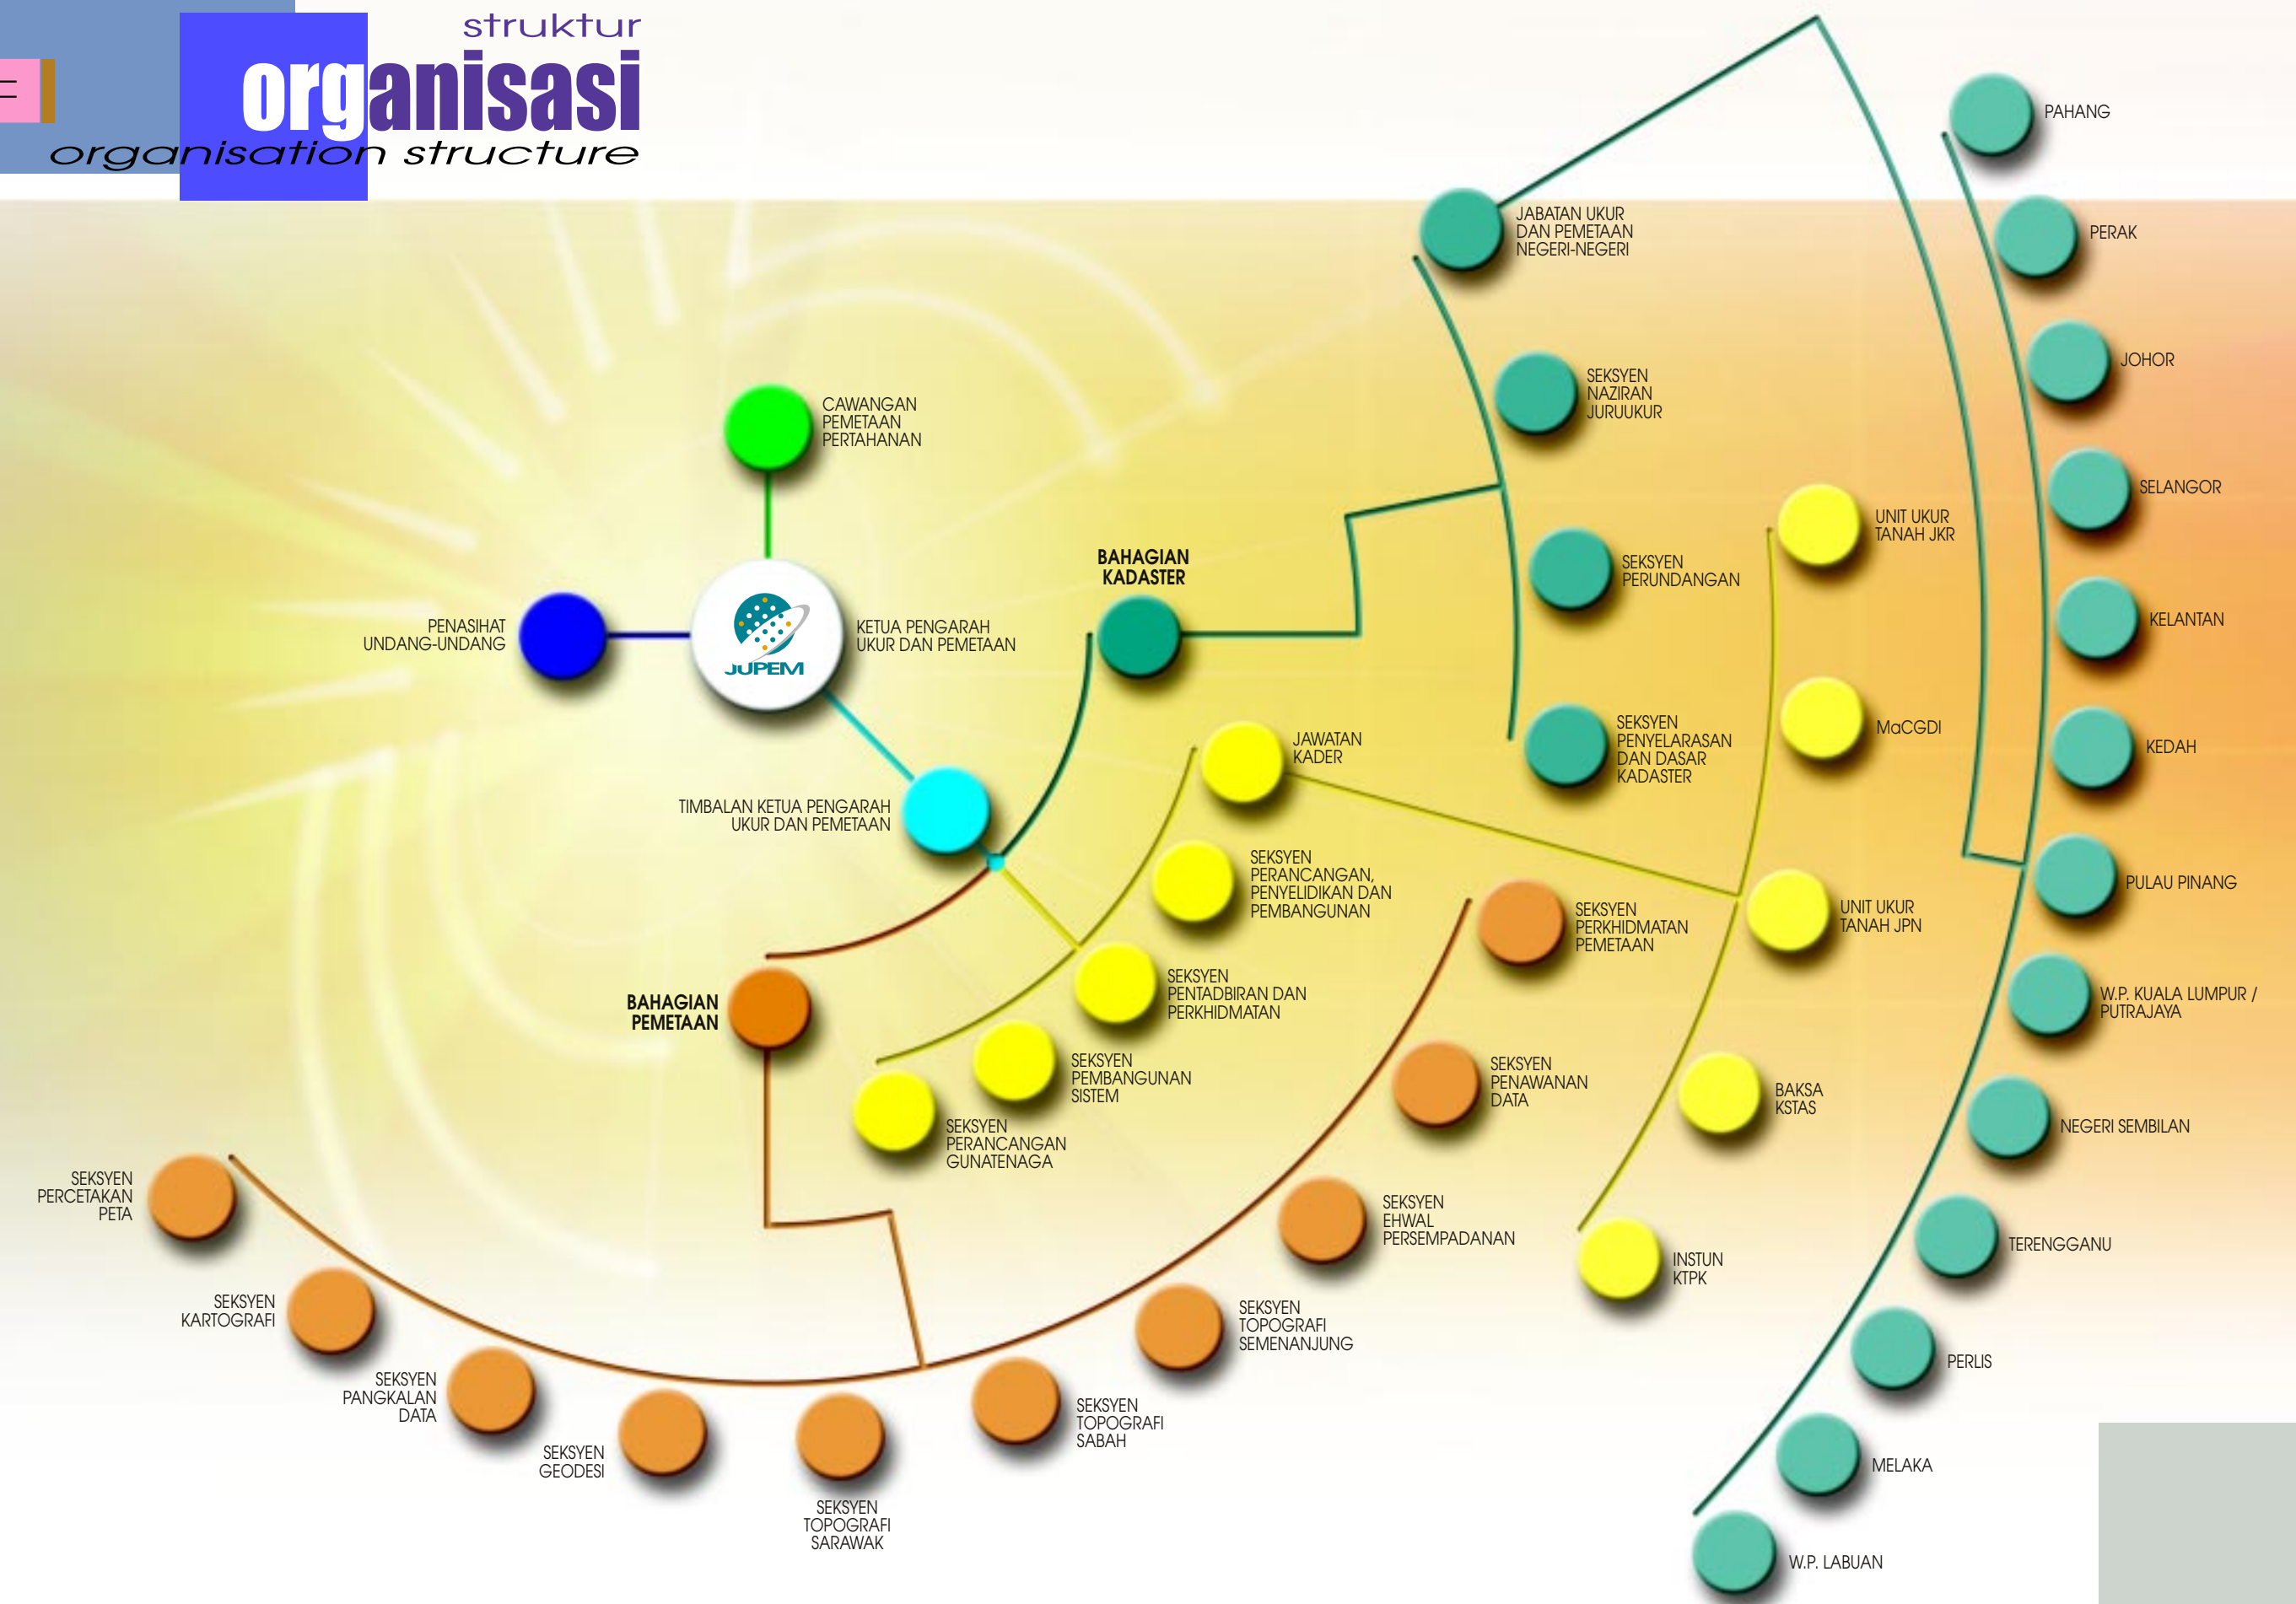 struktur
organisasi
organisation structure
CAWANGAN
PEMETAAN
PERTAHANAN
PENASIHAT
UNDANG-UNDANG
JUPEM
KETUA PENGARAH
UKUR DAN PEMETAAN
TIMBALAN KETUA PENGARAH
UKUR DAN PEMETAAN
BAHAGIAN
KADASTER
JABATAN UKUR
DAN PEMETAAN
NEGERI-NEGERI
SEKSYEN
NAZIRAN
JURUUKUR
SEKSYEN
PERUNDANGAN
SEKSYEN
PENYELARASAN
DAN DASAR
KADASTER
JAWATAN
KADER
SEKSYEN
PERANCANGAN,
PENYELIDIKAN DAN
PEMBANGUNAN
SEKSYEN
PENTADBIRAN DAN
PERKHIDMATAN
SEKSYEN
PEMBANGUNAN
SISTEM
SEKSYEN
PERANCANGAN
GUNATENAGA
UNIT UKUR
TANAH JKR
MaCGDI
UNIT UKUR
TANAH JPN
BAKSA
KSTAS
INSTUN
KTPK
BAHAGIAN
PEMETAAN
SEKSYEN
PERKHIDMATAN
PEMETAAN
SEKSYEN
PENAWANAN
DATA
SEKSYEN
EHWAL
PERSEMPADANAN
SEKSYEN
TOPOGRAFI
SEMENANJUNG
SEKSYEN
TOPOGRAFI
SABAH
SEKSYEN
TOPOGRAFI
SARAWAK
SEKSYEN
GEODESI
SEKSYEN
PANGKALAN
DATA
SEKSYEN
KARTOGRAFI
SEKSYEN
PERCETAKAN
PETA
PAHANG
PERAK
JOHOR
SELANGOR
KELANTAN
KEDAH
PULAU PINANG
W.P. KUALA LUMPUR /
PUTRAJAYA
NEGERI SEMBILAN
TERENGGANU
PERLIS
MELAKA
W.P. LABUAN